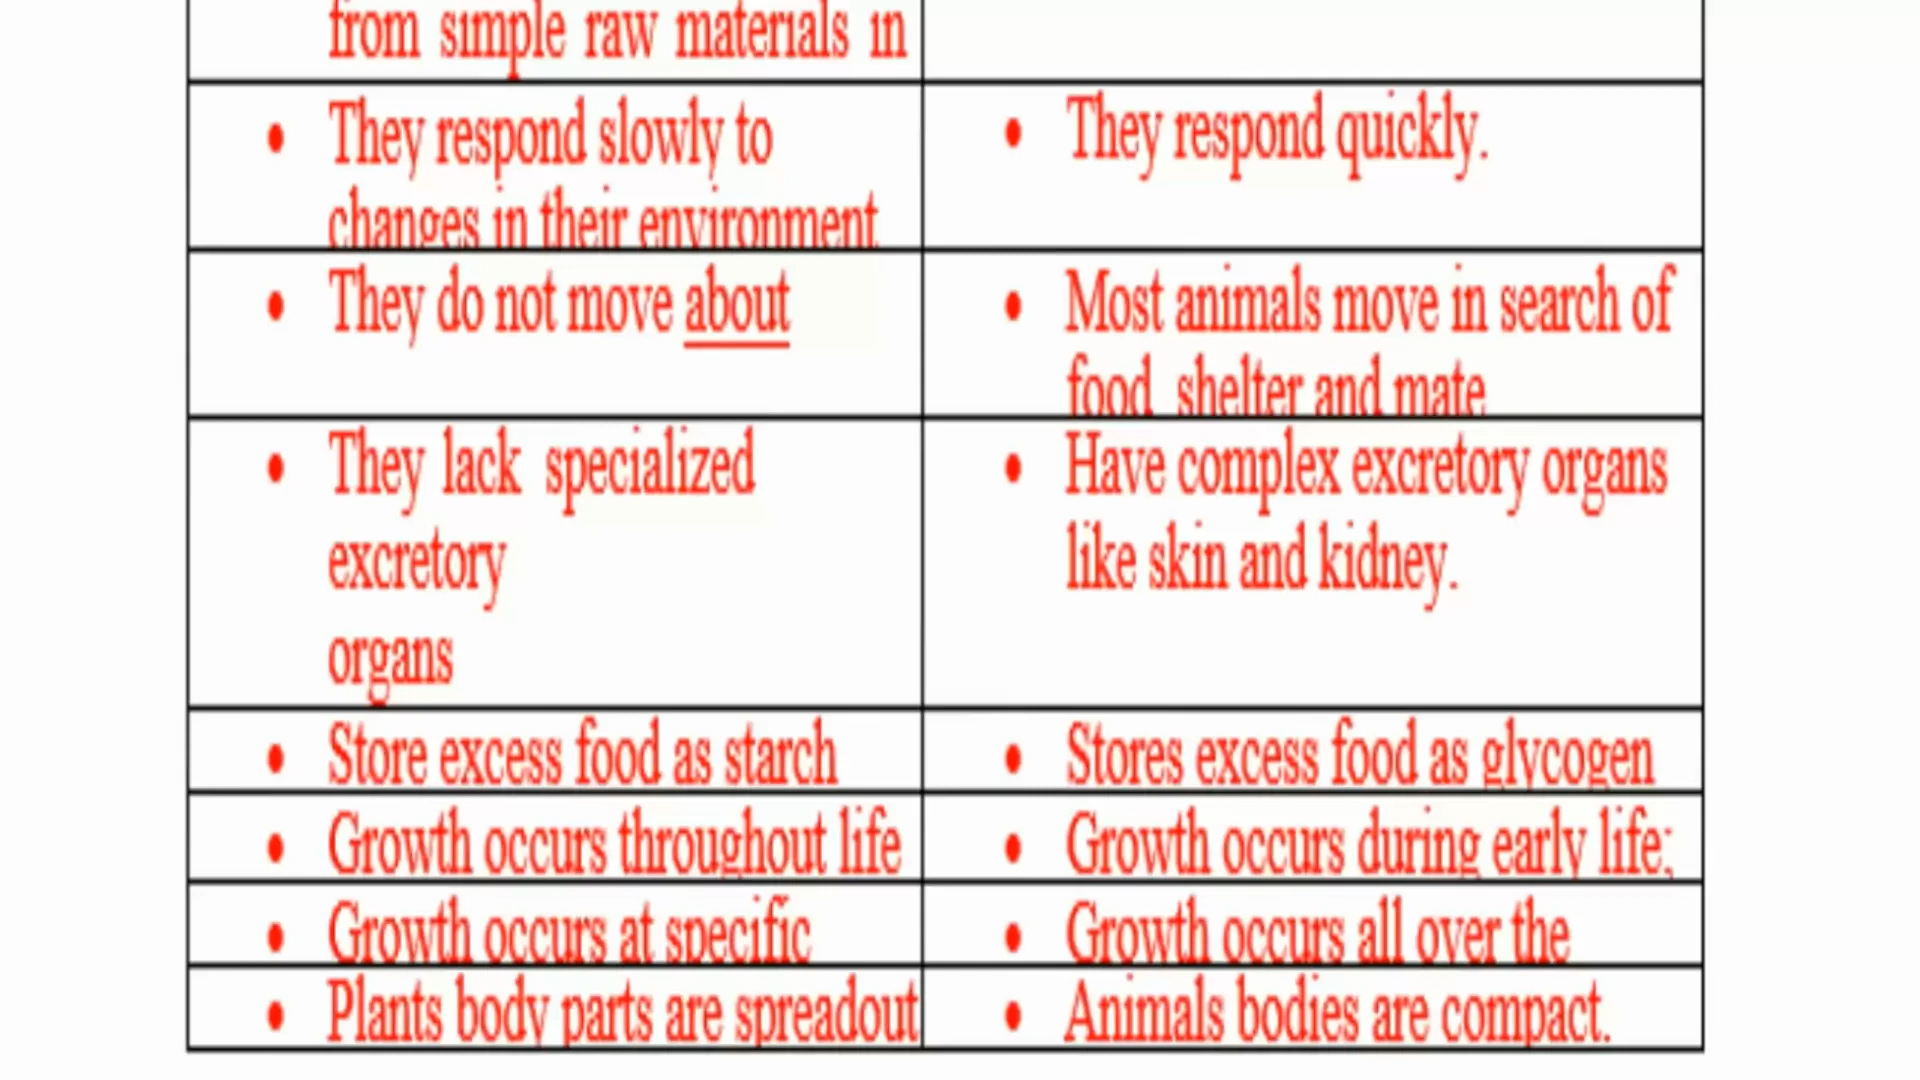 from simple raw materials in
They respond slowly to
changes in their environment
They respond quickly.
They do not move about
Most animals move in search of
food shelter and mate
They lack specialized
excretory
organs
Have complex excretory organs
like skin and kidney.
Store excess food as starch
Stores excess food as glycogen
Growth occurs throughout life
Growth occurs during early life;
Growth occurs at specific
Growth occurs all over the
Plants body parts are spreadout
Animals bodies are compact.